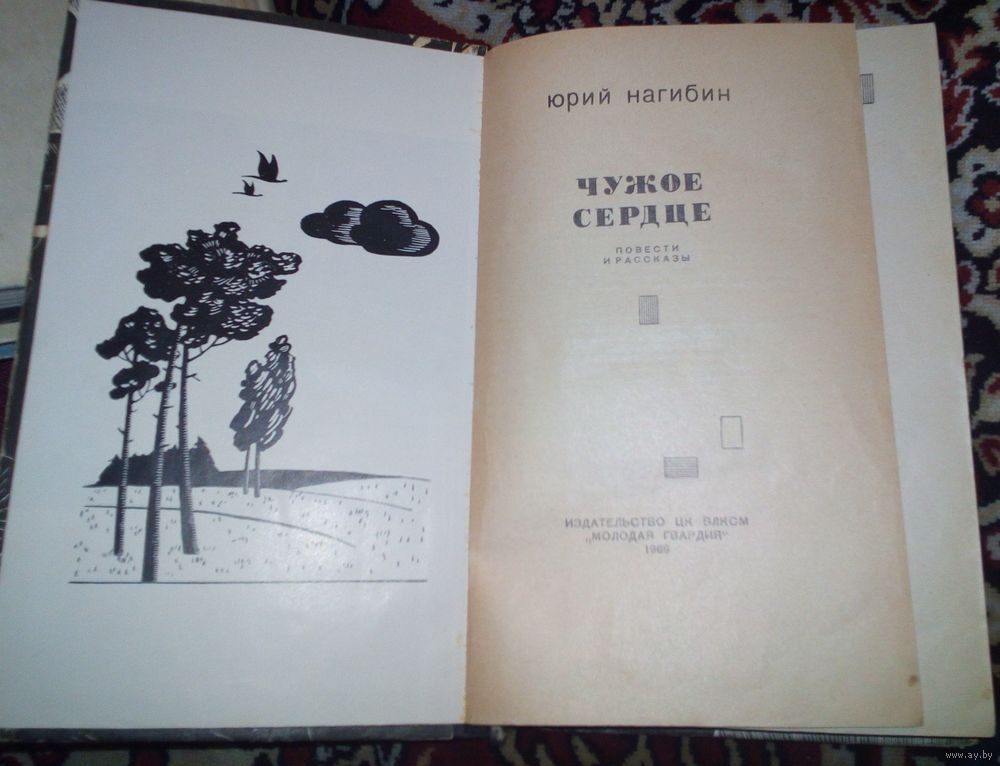 юрий нагибин
ЧУЖОЕ
СЕРДЦЕ
ПОВЕСТИ
И РАССКАЗЫ
ИЗДАТЕЛЬСТВО ЦК ВЛКСМ
„МОЛОДАЯ ГВАРДИЯ“
1969
www.ay.by